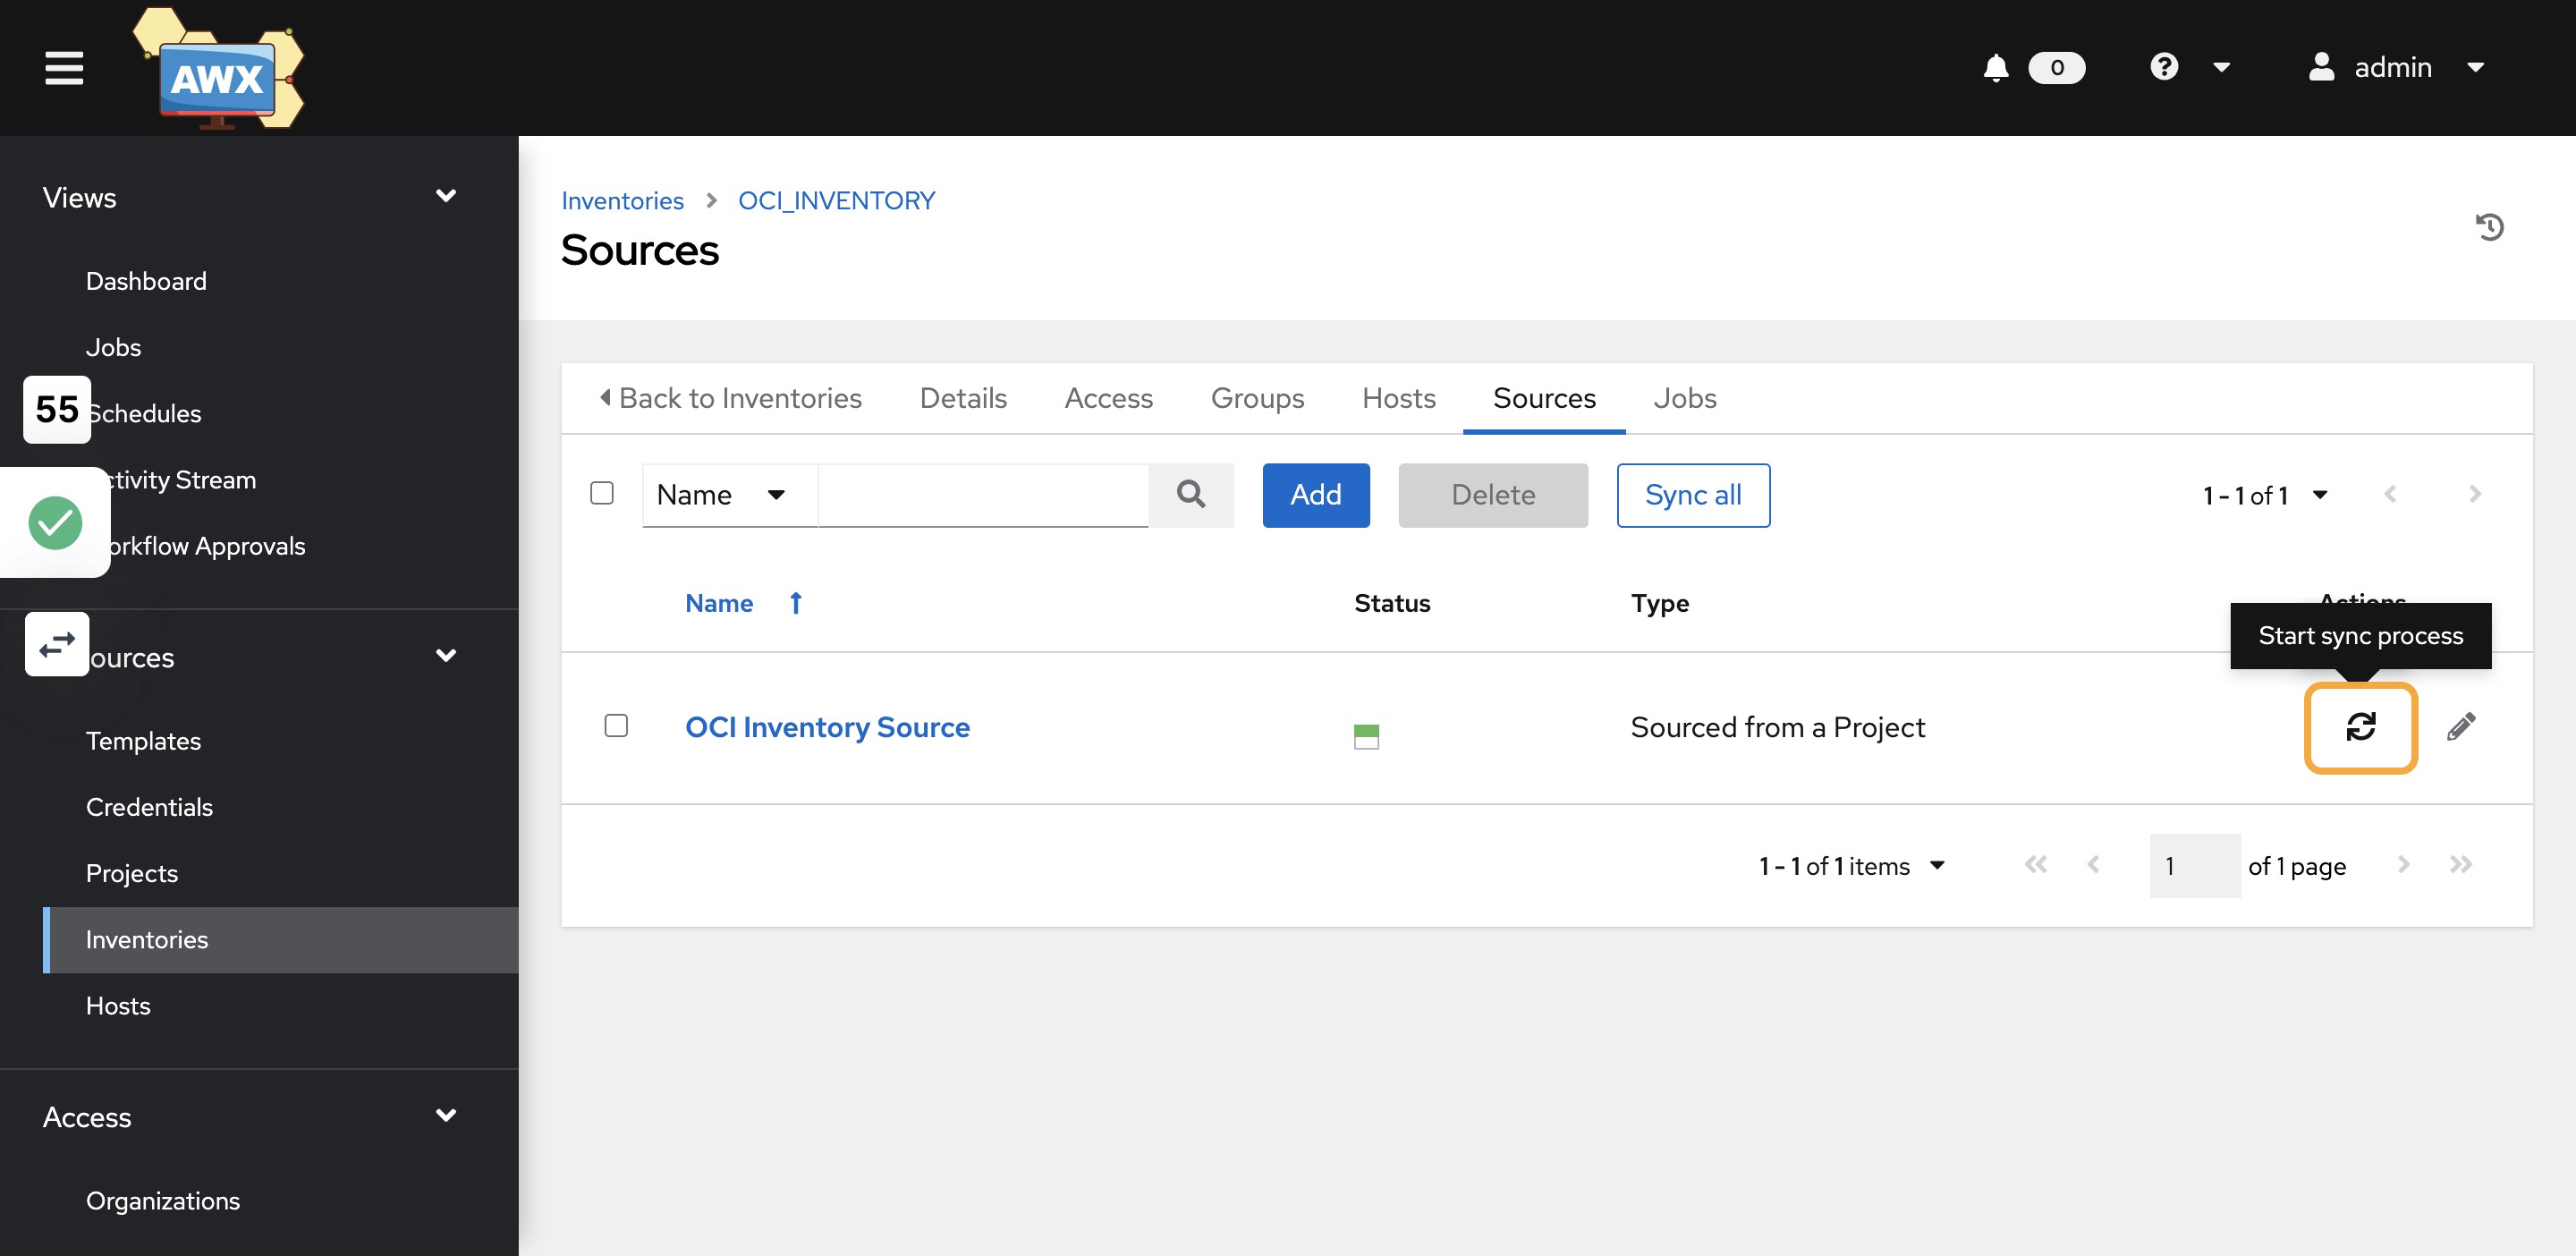 AWX
0
admin
Views
Dashboard
Jobs
Schedules
ctivity Stream
orkflow Approvals
55
ources
Templates
Credentials
Projects
Inventories
Hosts
Access
Organizations
Inventories > OCI_INVENTORY
Sources
Back to Inventories Details Access Groups Hosts Sources Jobs
Name Add Delete Sync all 1 - 1 of 1
Name Status Type Actions
Start sync process
OCI Inventory Source Sourced from a Project
1 - 1 of 1 items 1 of 1 page